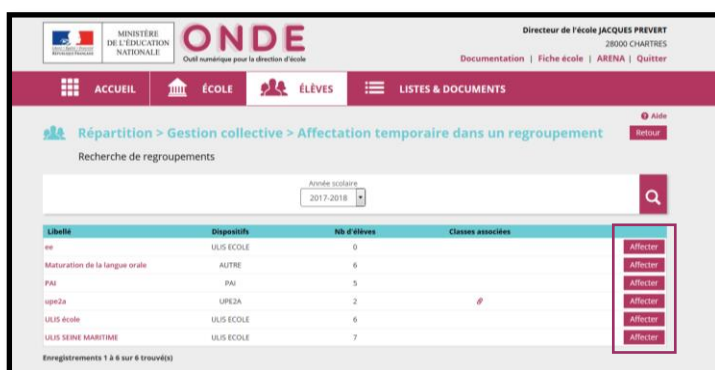 MINISTÈRE
DE L'ÉDUCATION
NATIONALE
ONDE
Outil numérique pour la direction d'école
Directeur de l'école JACQUES PREVERT
28000 CHARTRES
Documentation | Fiche école | ARENA | Quitter
ACCUEIL ÉCOLE ÉLÈVES LISTES & DOCUMENTS
Aide
Répartition > Gestion collective > Affectation temporaire dans un regroupement Retour
Recherche de regroupements
Année scolaire
2017-2018
Libellé Dispositifs Nb d'élèves Classes associées
ee ULIS ECOLE 0 Affecter
Maturation de la langue orale AUTRE 6 Affecter
PAI PAI 5 Affecter
upe2a UPE2A 2 Affecter
ULIS école ULIS ECOLE 6 Affecter
ULIS SEINE MARITIME ULIS ECOLE 7 Affecter
Enregistrements 1 à 6 sur 6 trouvé(s)